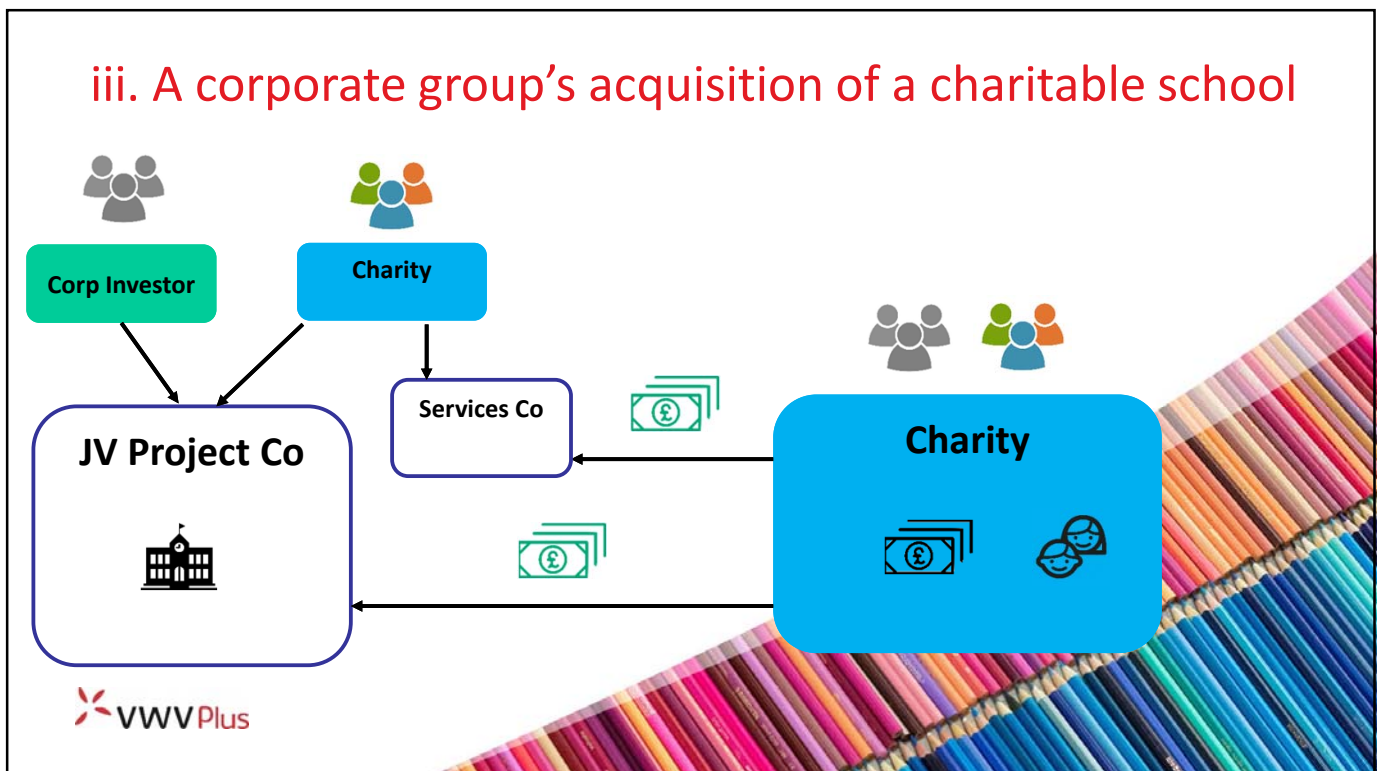 iii. A corporate group’s acquisition of a charitable school
Corp Investor
Charity
Services Co
JV Project Co
Charity
£
£
£
VWV Plus